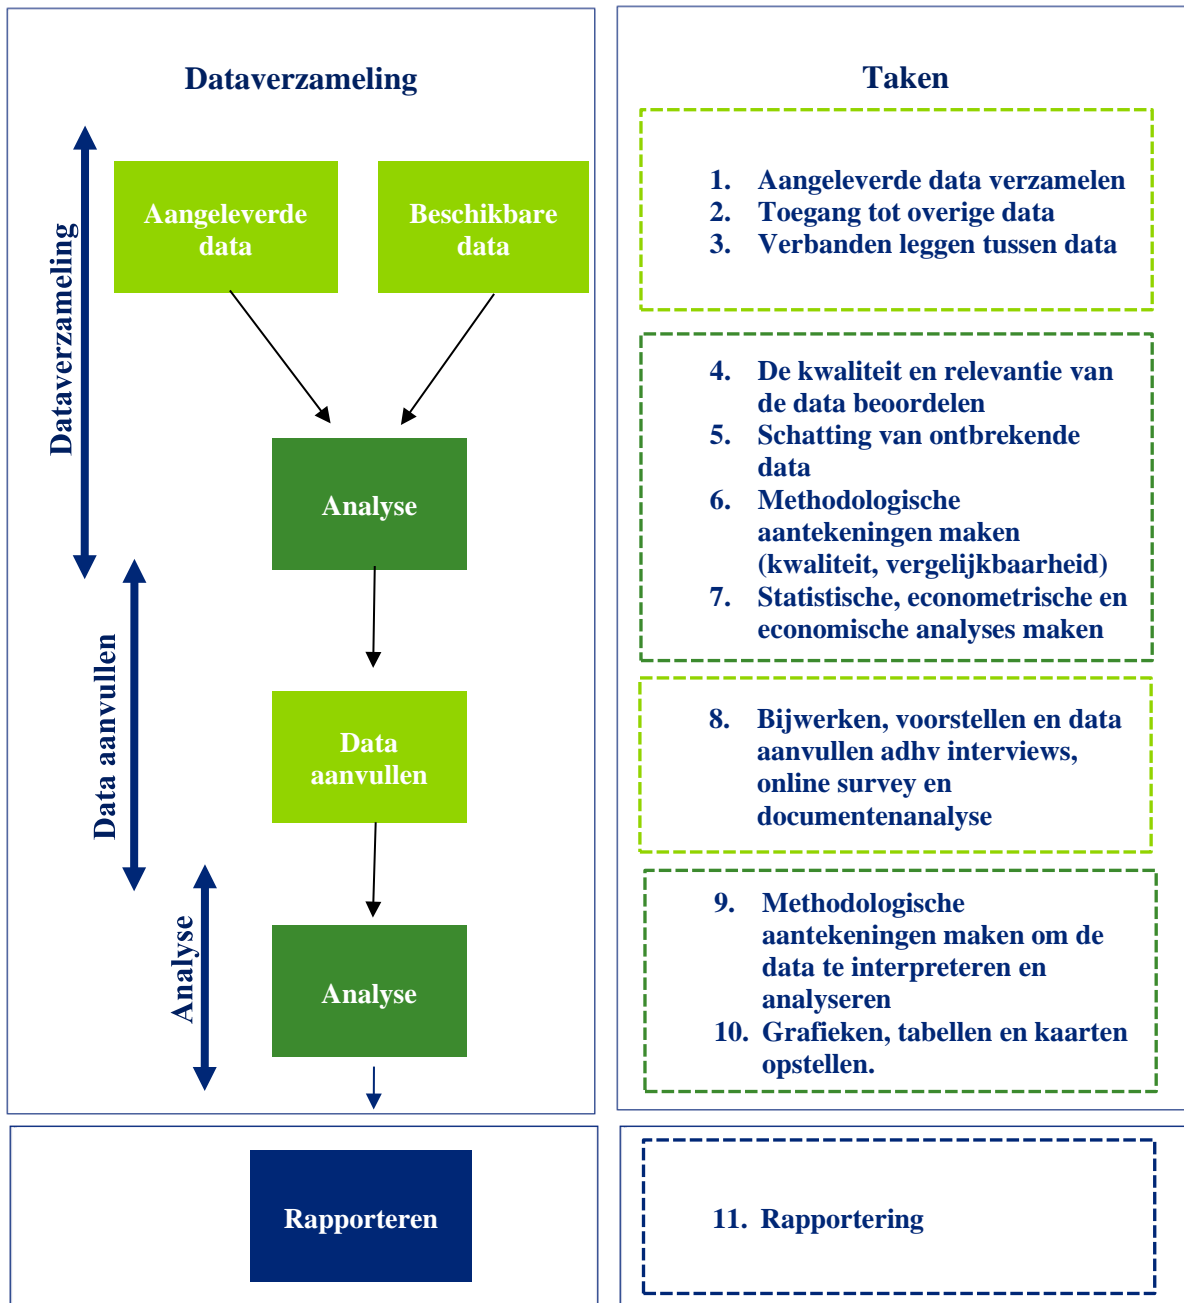 Dataverzameling
Dataverzameling
Data aanvullen
Analyse
Aangeleverde
data
Beschikbare
data
Analyse
Data
aanvullen
Analyse
Rapporteren
Taken
1. Aangeleverde data verzamelen
2. Toegang tot overige data
3. Verbanden leggen tussen data
4. De kwaliteit en relevantie van
de data beoordelen
5. Schatting van ontbrekende
data
6. Methodologische
aantekeningen maken
(kwaliteit, vergelijkbaarheid)
7. Statistische, econometrische en
economische analyses maken
8. Bijwerken, voorstellen en data
aanvullen adhv interviews,
online survey en
documentenanalyse
9. Methodologische
aantekeningen maken om de
data te interpreteren en
analyseren
10. Grafieken, tabellen en kaarten
opstellen.
11. Rapportering